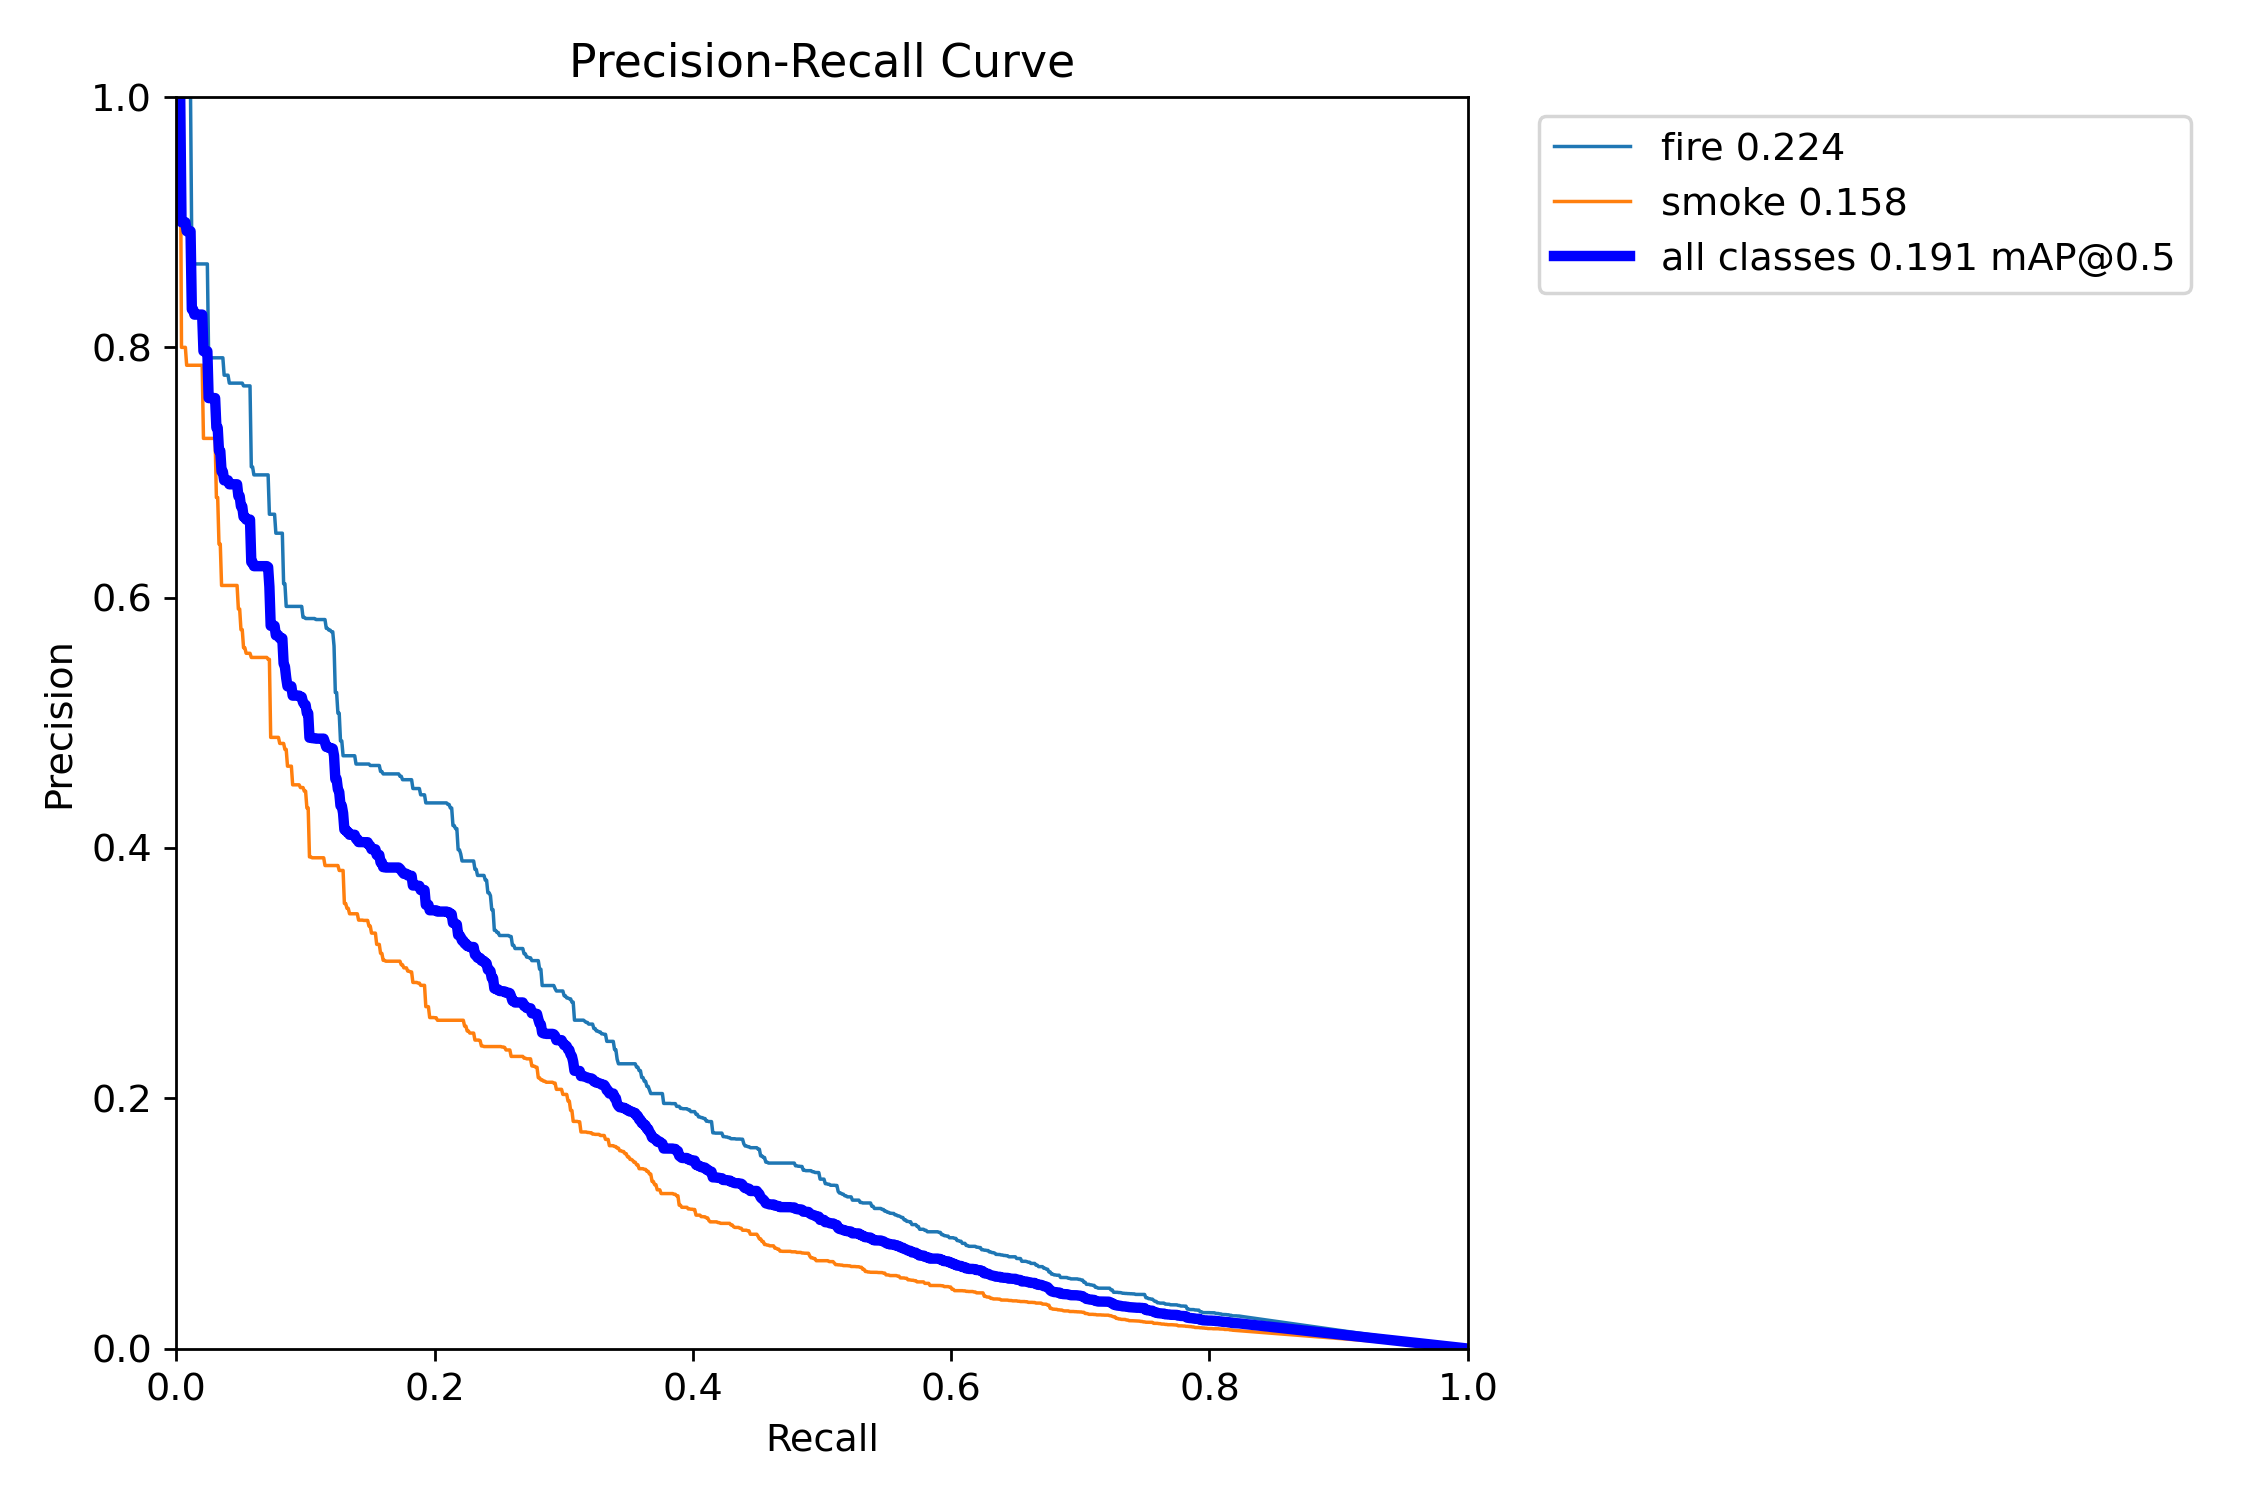 Precision-Recall Curve
1.0
0.8
0.6
0.4
0.2
0.0
Precision
0.0 0.2 0.4 0.6 0.8 1.0
Recall
fire 0.224
smoke 0.158
all classes 0.191 mAP@0.5